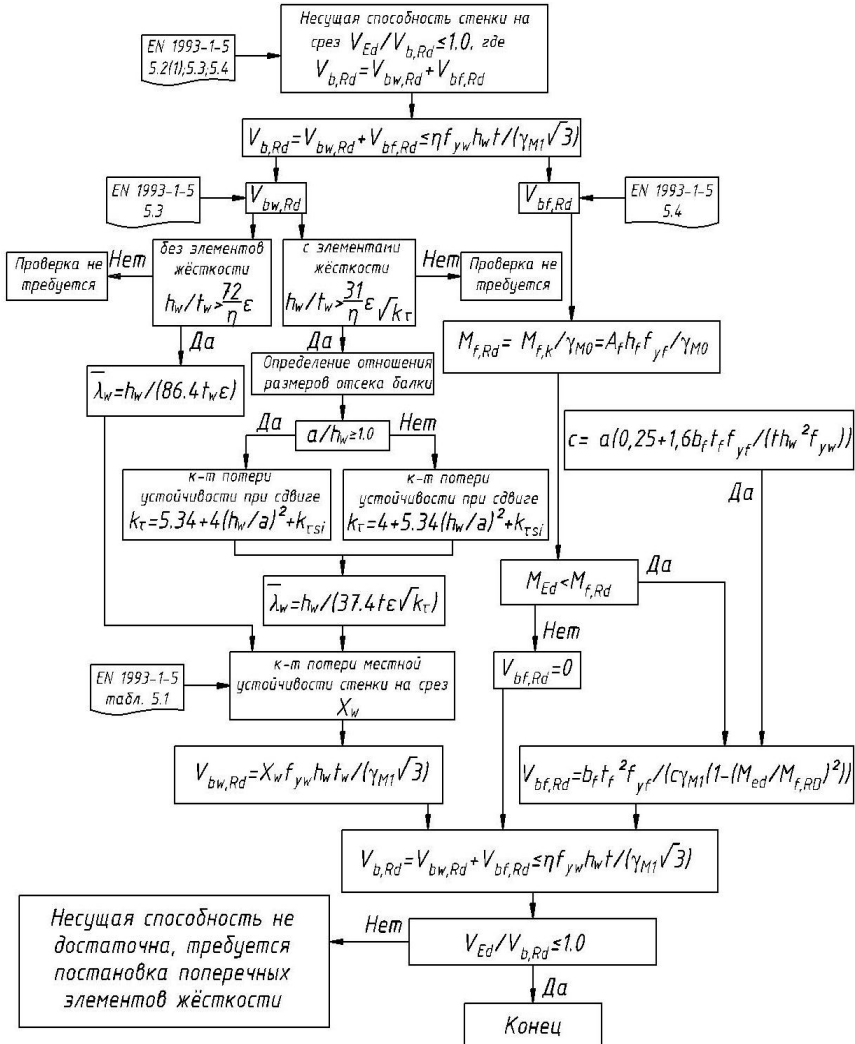 EN 1993-1-5
5.2(1);5.3;5.4
Несущая способность стенки на
срез V_Ed/V_b,Rd≤1.0, где
V_b,Rd=V_bw,Rd+V_bf,Rd
V_b,Rd=V_bw,Rd+V_bf,Rd≤ηf_yw h_w t/(γ_M1√3)
EN 1993-1-5
5.3
V_bw,Rd
V_bf,Rd
EN 1993-1-5
5.4
Проверка не
требуется
Нет
без элементов
жёсткости
h_w/t_w>72/η ε
с элементами
жёсткости
h_w/t_w>31/η ε√k_τ
Нет
Проверка не
требуется
Да
Да
M_f,Rd= M_f,k/γ_M0=A_f h_f f_yf/γ_M0
λ̅_w=h_w/(86.4t_w ε)
Определение отношения
размеров отсека балки
Да
a/h_w≥1.0
Нет
c= a(0,25+1,6b_f t_f f_yf/(th_w²f_yw))
Да
к-т потери
устойчивости при сдвиге
k_τ=5.34+4(h_w/a)²+k_τsi
к-т потери
устойчивости при сдвиге
k_τ=4+5.34(h_w/a)²+k_τsi
M_Ed<M_f,Rd
Да
λ̅_w=h_w/(37.4tε√k_τ)
Нет
EN 1993-1-5
табл. 5.1
к-т потери местной
устойчивости стенки на срез
X_w
V_bf,Rd=0
V_bw,Rd=X_w f_yw h_w t_w/(γ_M1√3)
V_bf,Rd=b_f t_f²f_yf/(cγ_M1(1-(M_ed/M_f,RD)²))
V_b,Rd=V_bw,Rd+V_bf,Rd≤ηf_yw h_w t/(γ_M1√3)
Несущая способность не
достаточна, требуется
постановка поперечных
элементов жёсткости
Нет
V_Ed/V_b,Rd≤1.0
Да
Конец